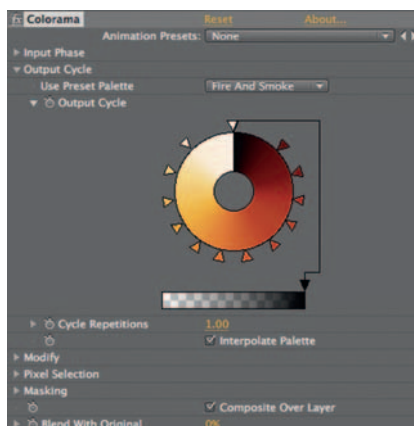 fx Colorama Reset About...
Animation Presets: None
Input Phase
Output Cycle
Use Preset Palette Fire And Smoke
Output Cycle
Cycle Repetitions 1.00
Interpolate Palette
Modify
Pixel Selection
Masking
Composite Over Layer
Blend With Original 0%